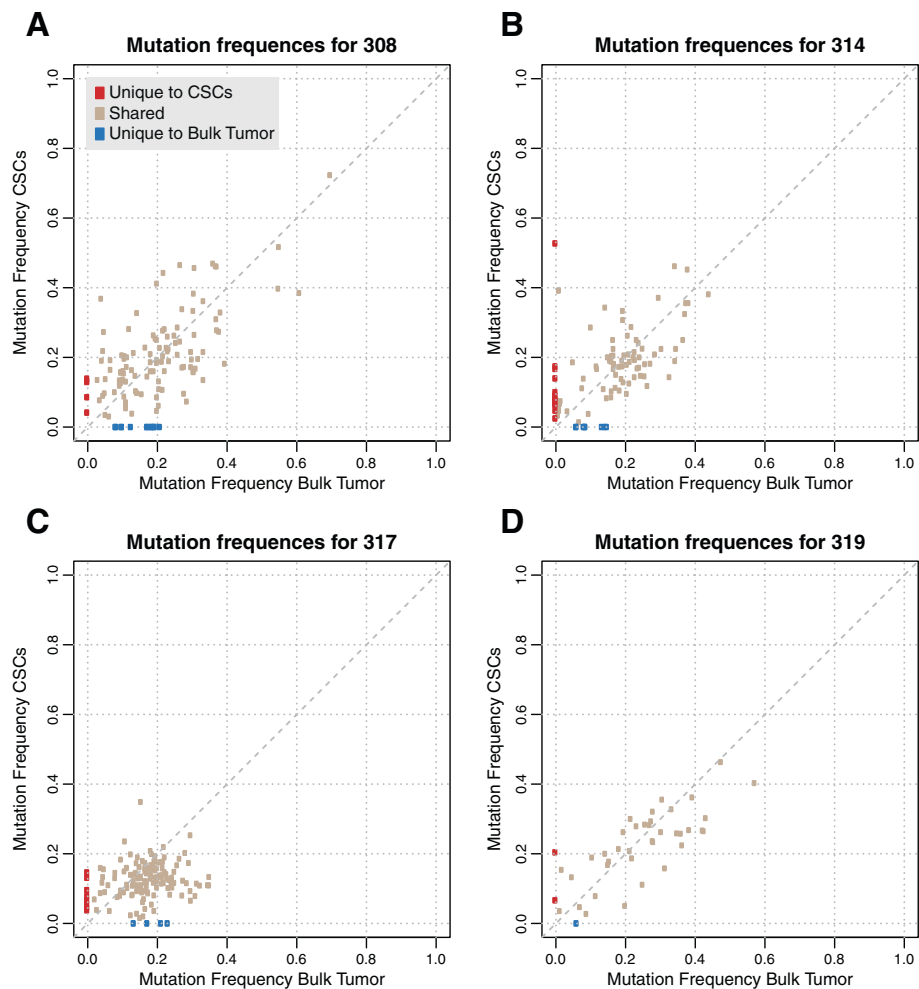 A
Mutation frequences for 308
Mutation Frequency CSCs
1.0
0.8
0.6
0.4
0.2
0.0
Unique to CSCs
Shared
Unique to Bulk Tumor
0.0 0.2 0.4 0.6 0.8 1.0
Mutation Frequency Bulk Tumor
B
Mutation frequences for 314
Mutation Frequency CSCs
1.0
0.8
0.6
0.4
0.2
0.0
0.0 0.2 0.4 0.6 0.8 1.0
Mutation Frequency Bulk Tumor
C
Mutation frequences for 317
Mutation Frequency CSCs
1.0
0.8
0.6
0.4
0.2
0.0
0.0 0.2 0.4 0.6 0.8 1.0
Mutation Frequency Bulk Tumor
D
Mutation frequences for 319
Mutation Frequency CSCs
1.0
0.8
0.6
0.4
0.2
0.0
0.0 0.2 0.4 0.6 0.8 1.0
Mutation Frequency Bulk Tumor